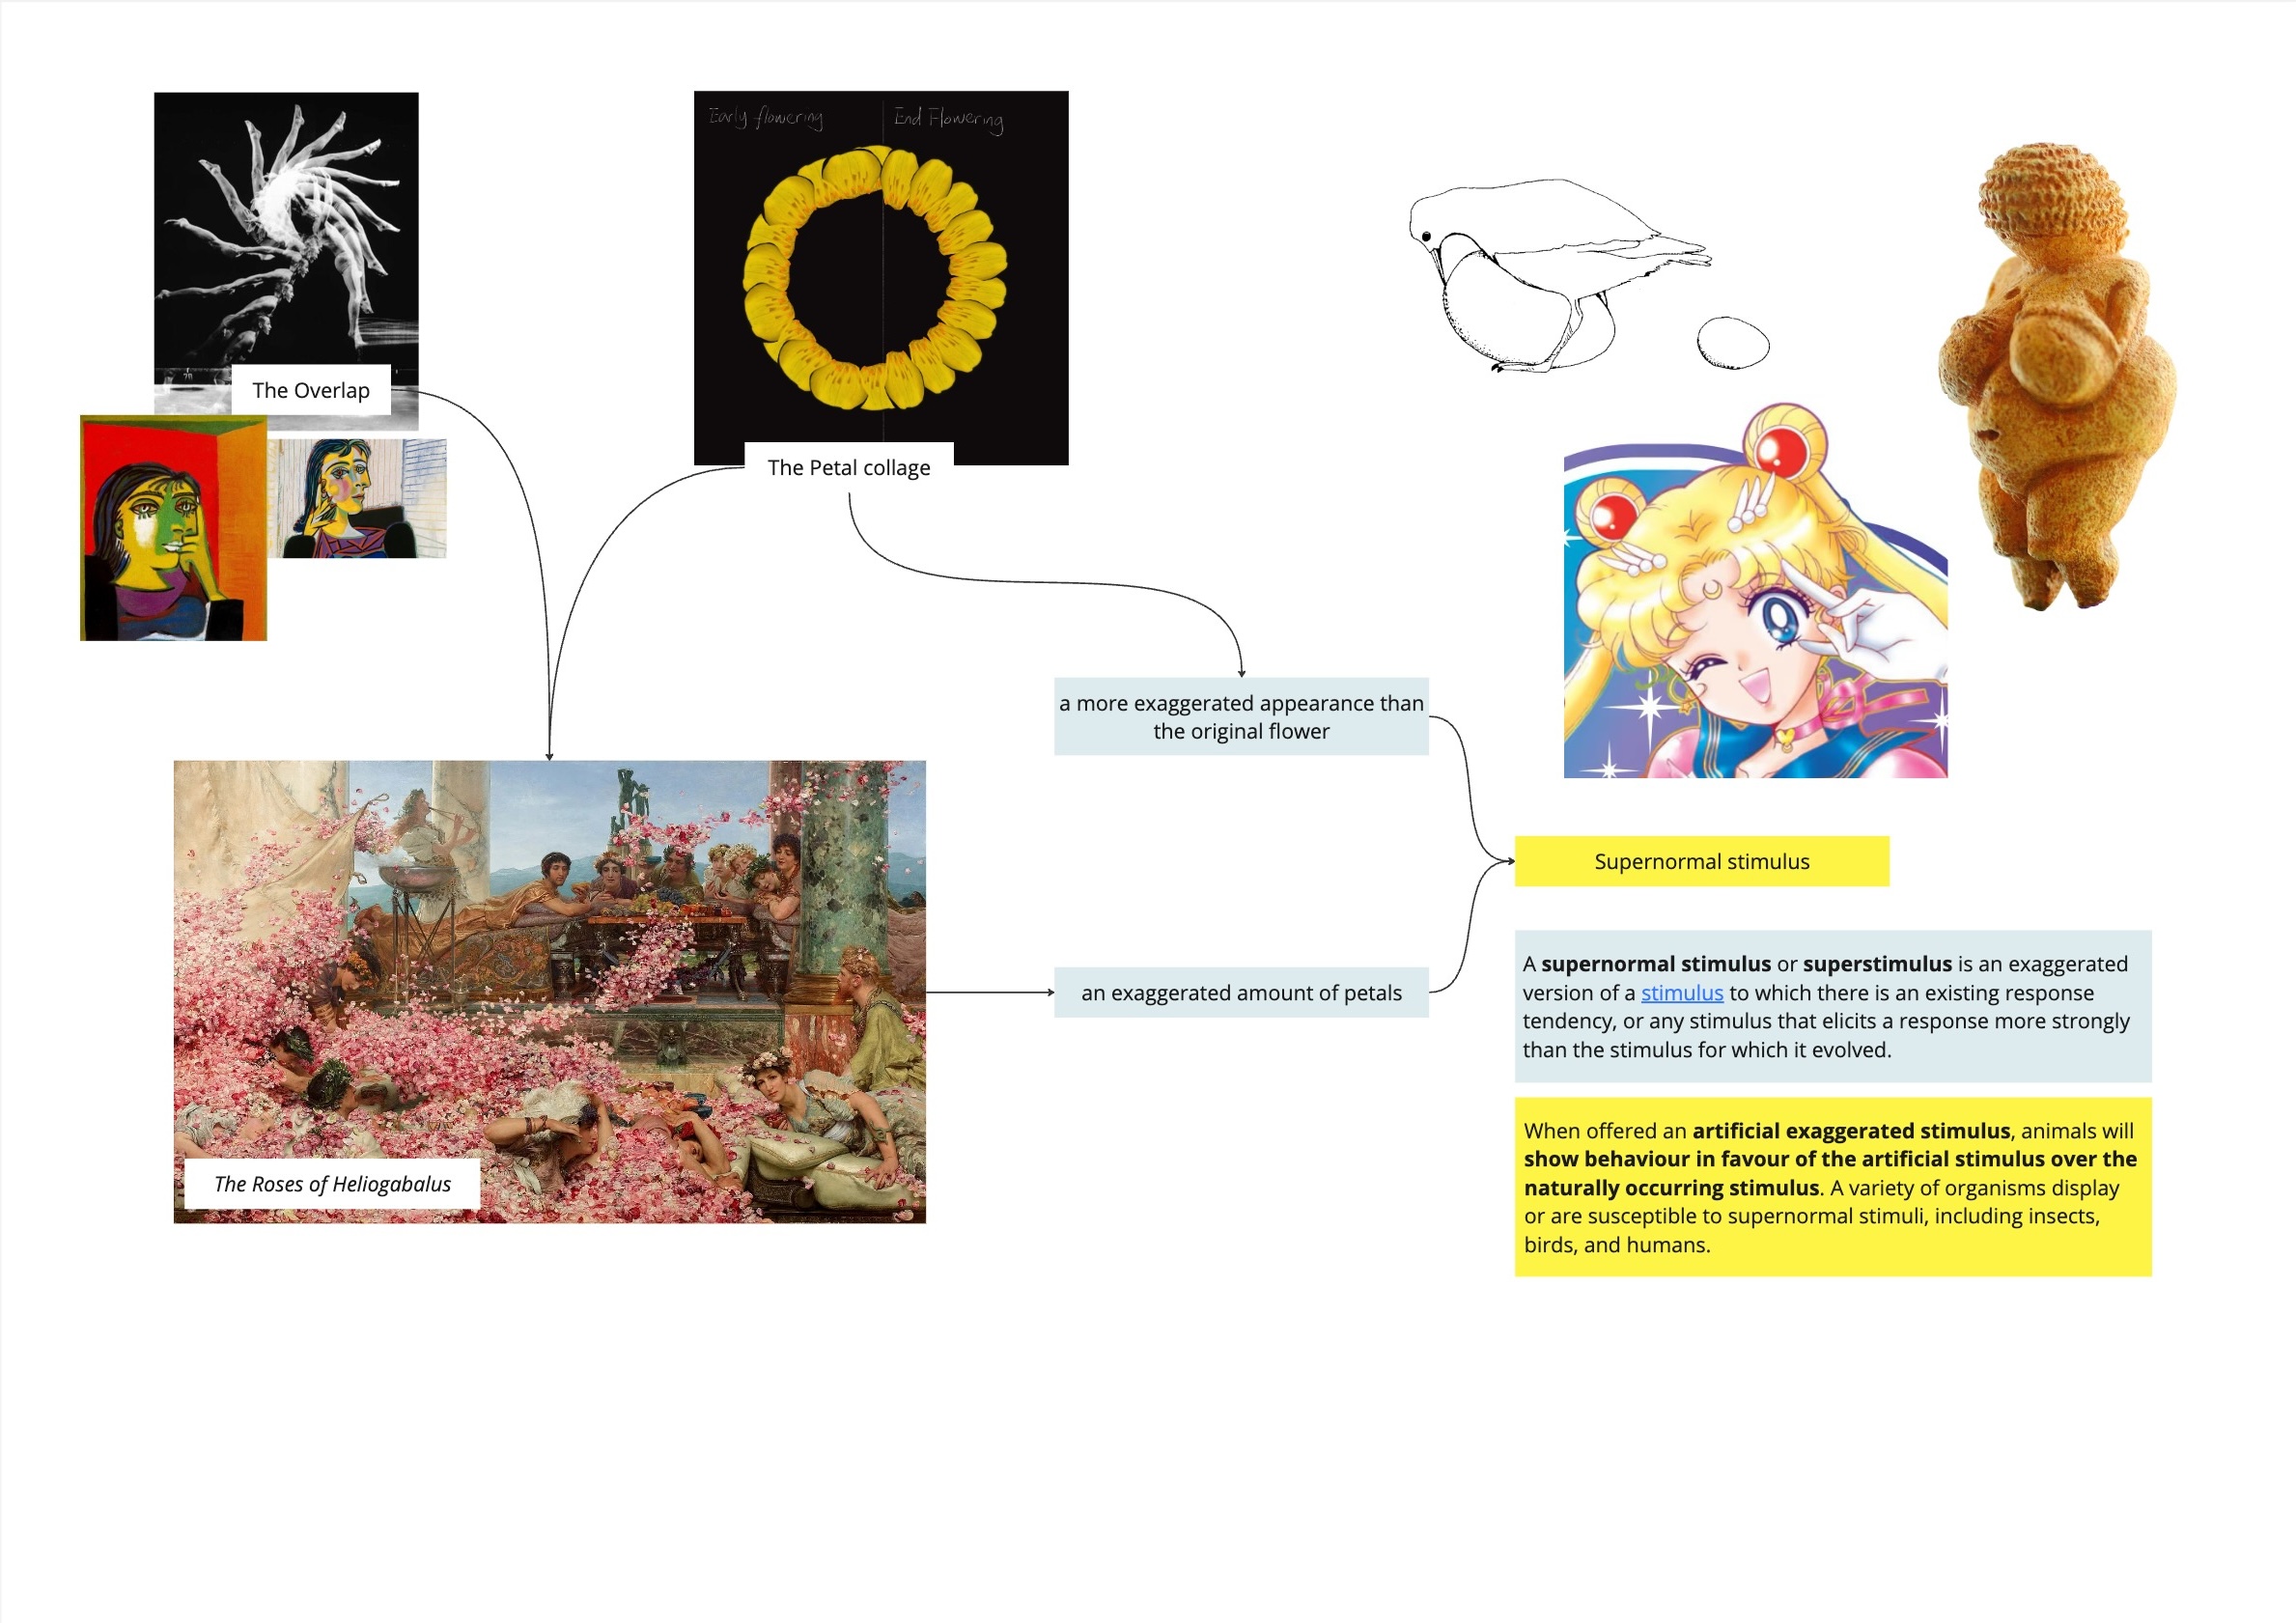 Early flowering
End Flowering
The Overlap
The Petal collage
a more exaggerated appearance than
the original flower
Supernormal stimulus
A supernormal stimulus or superstimulus is an exaggerated
version of a stimulus to which there is an existing response
tendency, or any stimulus that elicits a response more strongly
than the stimulus for which it evolved.
an exaggerated amount of petals
When offered an artificial exaggerated stimulus, animals will
show behaviour in favour of the artificial stimulus over the
naturally occurring stimulus. A variety of organisms display
or are susceptible to supernormal stimuli, including insects,
birds, and humans.
The Roses of Heliogabalus